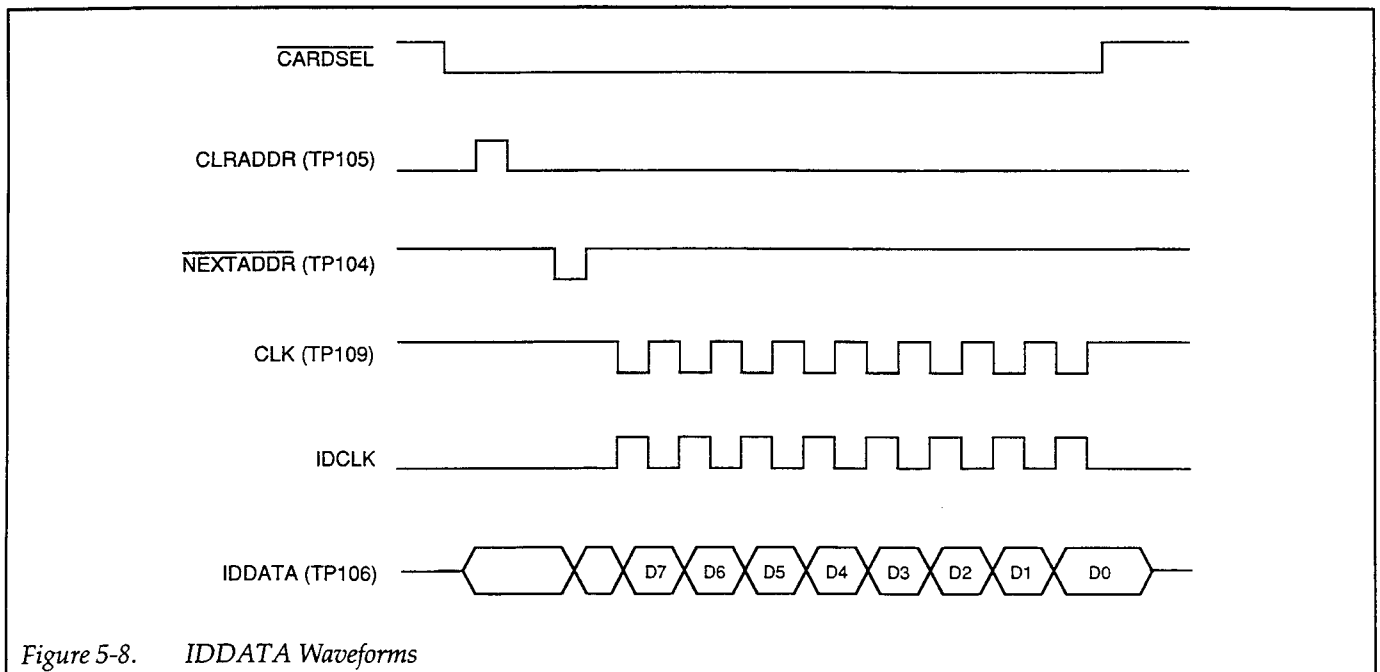 CARDSEL
CLRADDR (TP105)
NEXTADDR (TP104)
CLK (TP109)
IDCLK
IDDATA (TP106)
D7 D6 D5 D4 D3 D2 D1 D0
Figure 5-8. IDDATA Waveforms